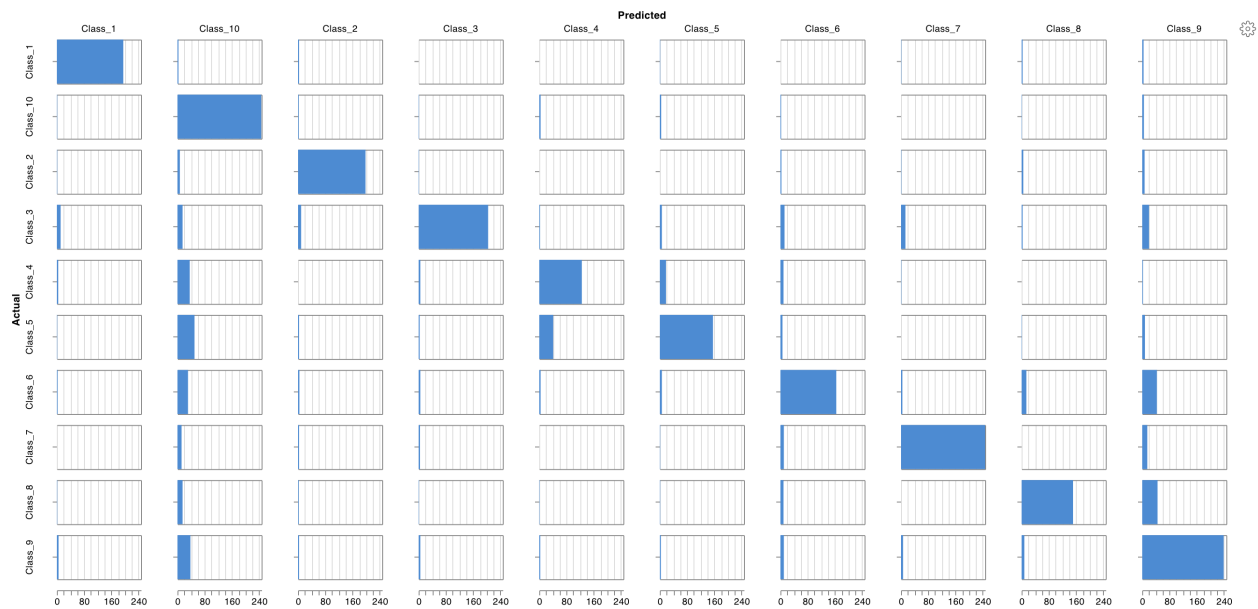 Predicted
Class_1 Class_10 Class_2 Class_3 Class_4 Class_5 Class_6 Class_7 Class_8 Class_9
Actual
Class_1
Class_10
Class_2
Class_3
Class_4
Class_5
Class_6
Class_7
Class_8
Class_9
0 80 160 240 0 80 160 240 0 80 160 240 0 80 160 240 0 80 160 240 0 80 160 240 0 80 160 240 0 80 160 240 0 80 160 240 0 80 160 240